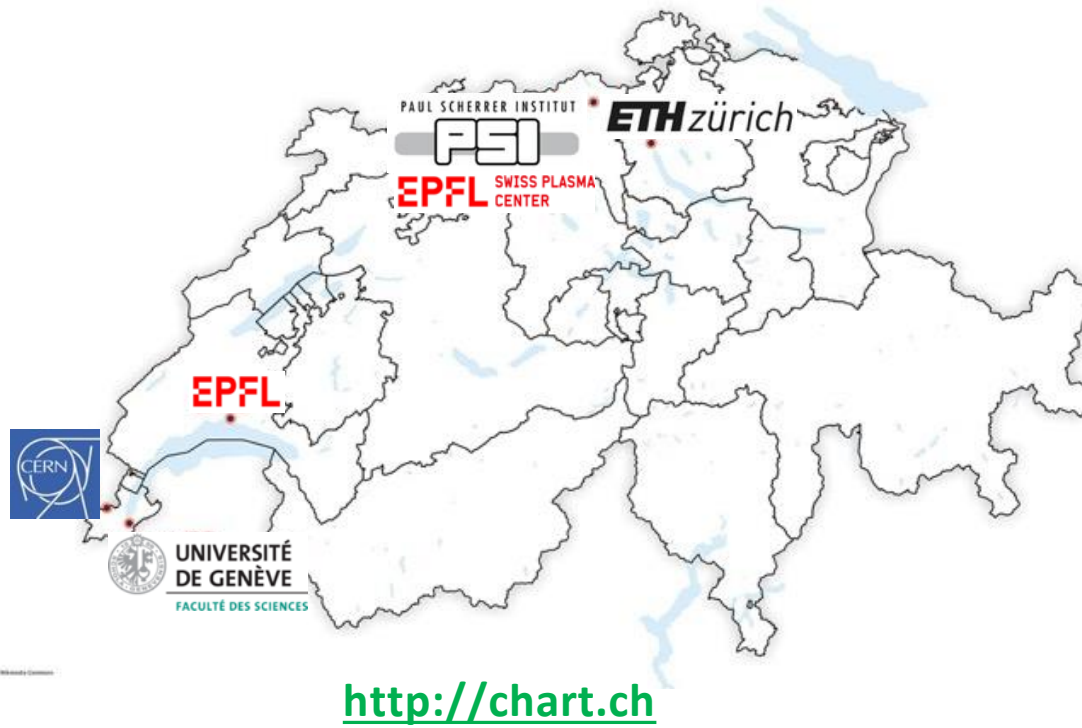 PAUL SCHERRER INSTITUT
PSI
ETH zürich
EPFL SWISS PLASMA
CENTER
EPFL
CERN
UNIVERSITÉ
DE GENÈVE
FACULTÉ DES SCIENCES
http://chart.ch